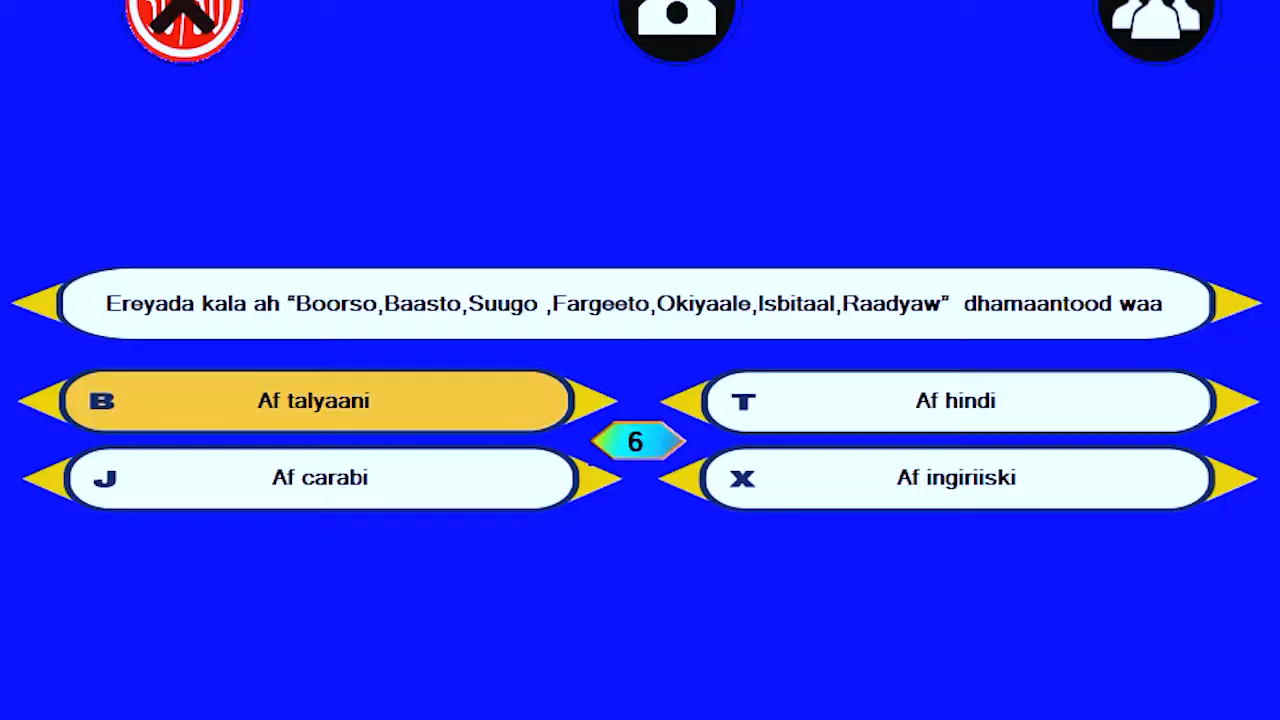 Ereyada kala ah “Boorso,Baasto,Suugo ,Fargeeto,Okiyaale,Isbitaal,Raadyaw” dhamaantood waa
B Af talyaani
T Af hindi
6
J Af carabi
X Af ingiriiski